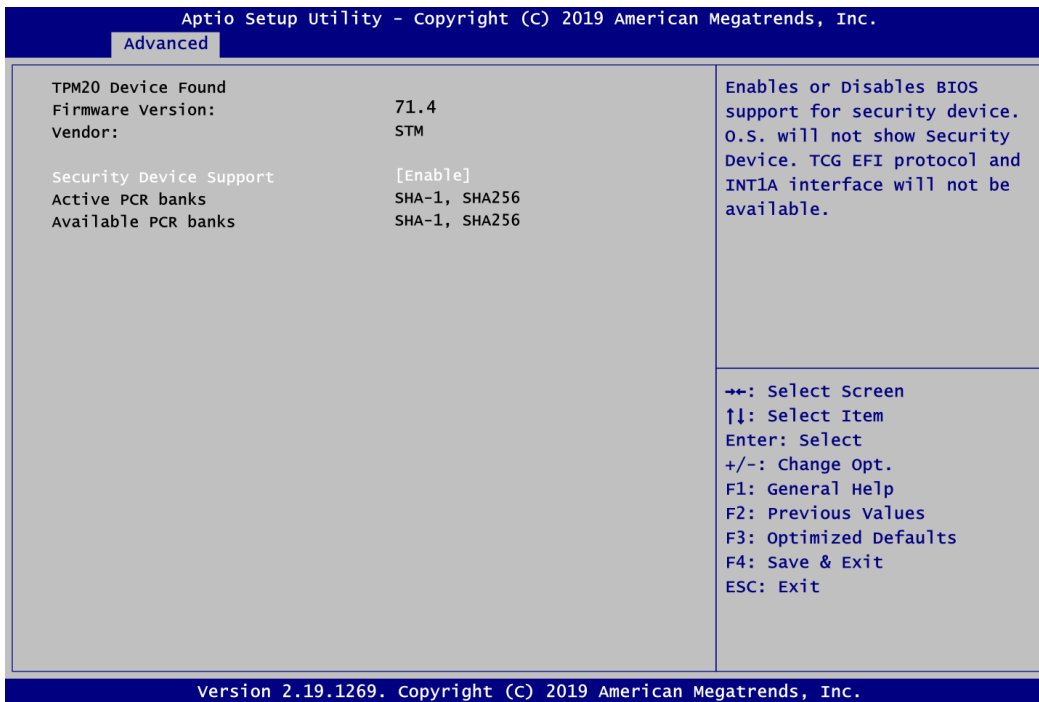 Aptio Setup Utility - Copyright (C) 2019 American Megatrends, Inc.
Advanced
TPM20 Device Found
Firmware Version: 71.4
Vendor: STM
Security Device Support [Enable]
Active PCR banks SHA-1, SHA256
Available PCR banks SHA-1, SHA256
Enables or Disables BIOS
support for security device.
O.S. will not show Security
Device. TCG EFI protocol and
INT1A interface will not be
available.
→←: Select Screen
↑↓: Select Item
Enter: Select
+/-: Change Opt.
F1: General Help
F2: Previous Values
F3: Optimized Defaults
F4: Save & Exit
ESC: Exit
Version 2.19.1269. Copyright (C) 2019 American Megatrends, Inc.